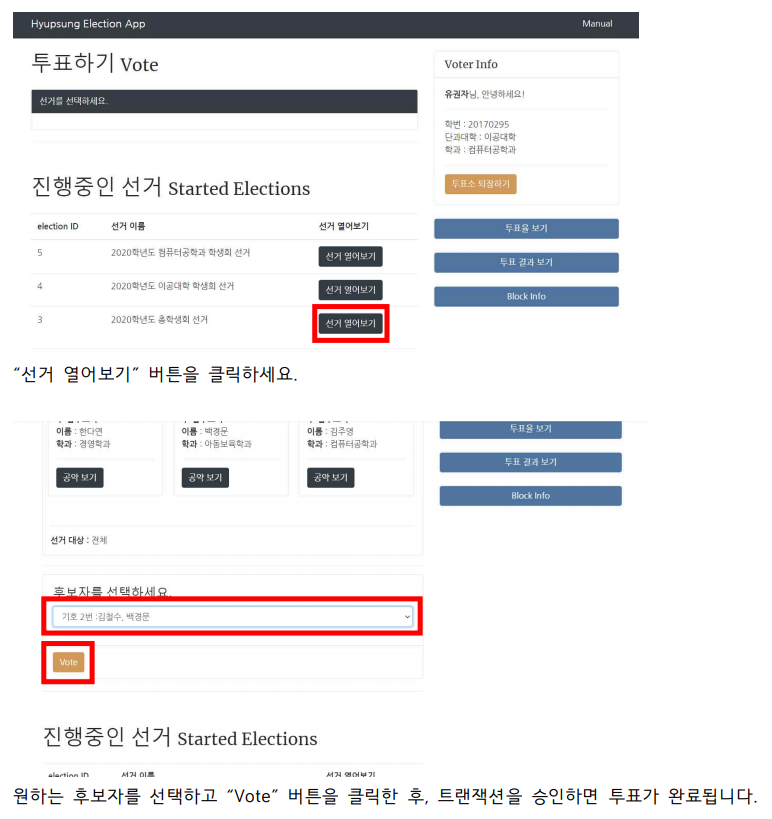 Hyupsung Election App
Manual
투표하기 Vote
선거를 선택하세요.
Voter Info
유권자님, 안녕하세요!
학번 : 20170295
단과대학 : 이공대학
학과 : 컴퓨터공학과
투표소 퇴장하기
진행중인 선거 Started Elections
election ID 선거 이름 선거 열어보기
5 2020학년도 컴퓨터공학과 학생회 선거 선거 열어보기
4 2020학년도 이공대학 학생회 선거 선거 열어보기
3 2020학년도 총학생회 선거 선거 열어보기
투표율 보기
투표 결과 보기
Block Info
“선거 열어보기” 버튼을 클릭하세요.
이름 : 한다연
학과 : 경영학과
공약 보기
이름 : 백경문
학과 : 아동보육학과
공약 보기
이름 : 김주영
학과 : 컴퓨터공학과
공약 보기
투표율 보기
투표 결과 보기
Block Info
선거 대상 : 전체
후보자를 선택하세요.
기호 2번 :김철수, 백경문
Vote
진행중인 선거 Started Elections
election ID 선거 이름 선거 열어보기
원하는 후보자를 선택하고 “Vote” 버튼을 클릭한 후, 트랜잭션을 승인하면 투표가 완료됩니다.